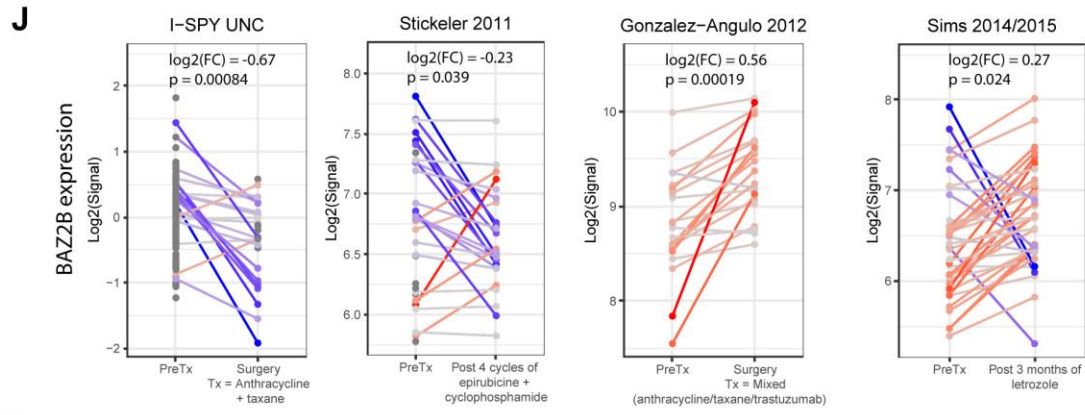 J
I-SPY UNC
Stickeler 2011
Gonzalez-Angulo 2012
Sims 2014/2015
BAZ2B expression
Log2(Signal)
log2(FC) = -0.67
p = 0.00084
2
1
0
-1
-2
PreTx
Surgery
Tx = Anthracycline
+ taxane
Log2(Signal)
log2(FC) = -0.23
p = 0.039
8.0
7.5
7.0
6.5
6.0
PreTx
Post 4 cycles of
epirubicine +
cyclophosphamide
Log2(Signal)
log2(FC) = 0.56
p = 0.00019
10
9
8
PreTx
Surgery
Tx = Mixed
(anthracycline/taxane/trastuzumab)
Log2(Signal)
log2(FC) = 0.27
p = 0.024
8
7
6
PreTx
Post 3 months of
letrozole